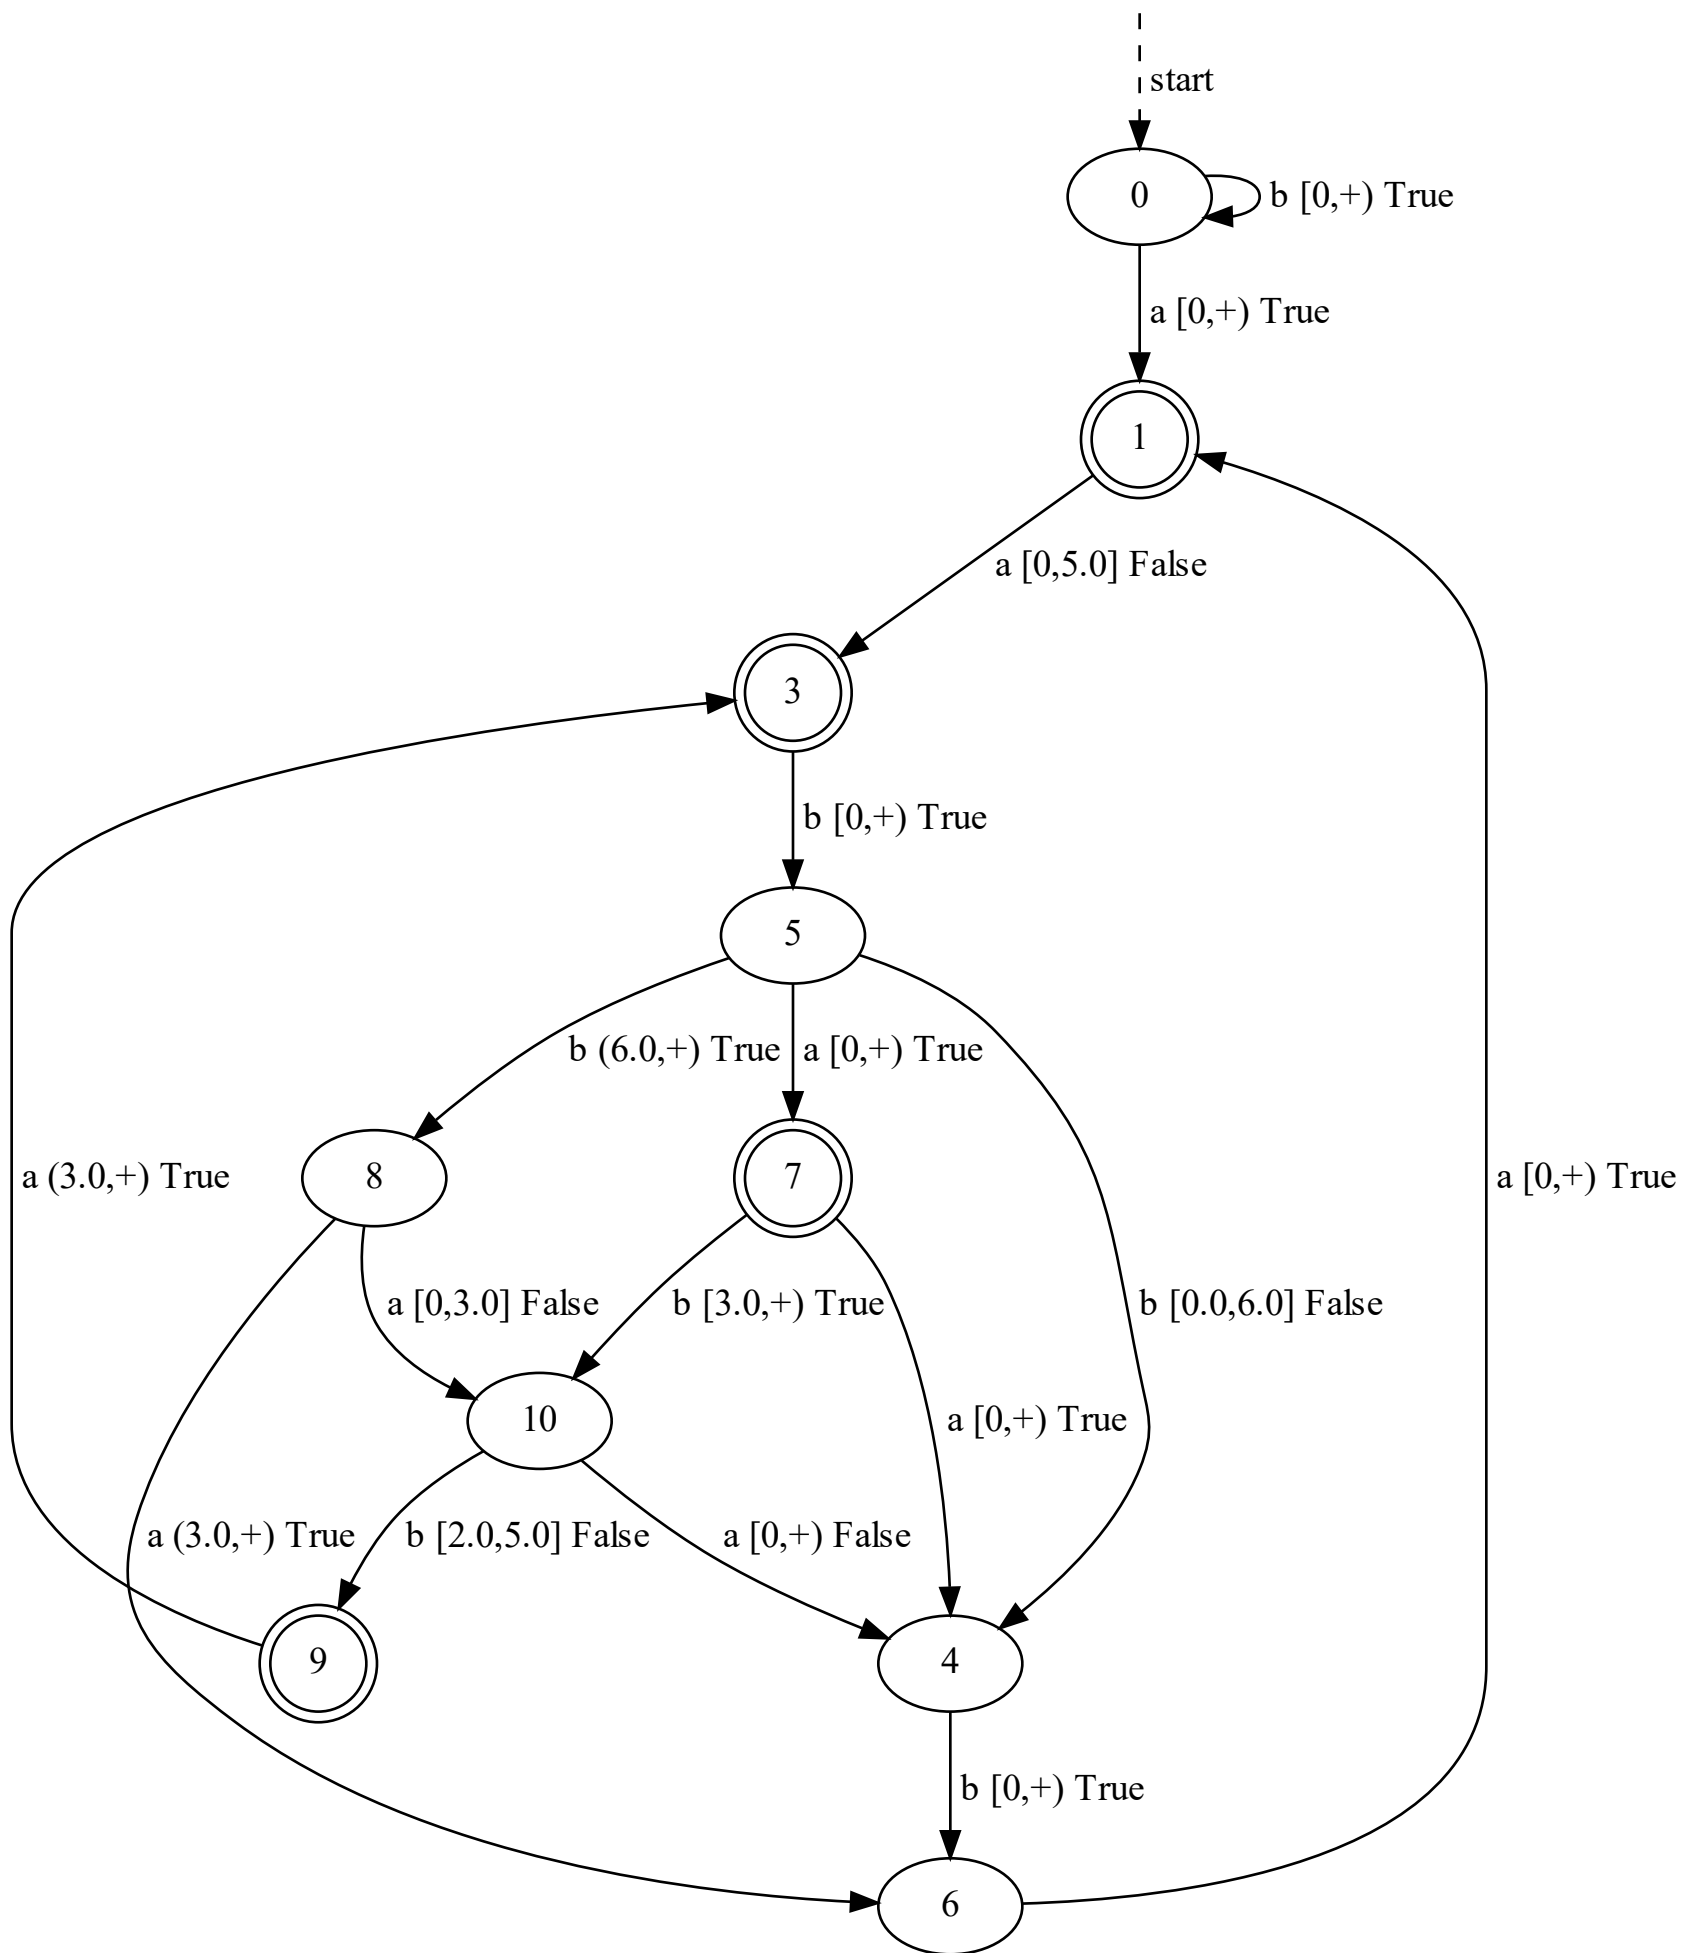 start
0
b [0,+) True
a [0,+) True
1
a [0,5.0] False
3
b [0,+) True
5
b (6.0,+) True
a [0,+) True
a (3.0,+) True
8
7
a [0,+) True
a [0,3.0] False
b [3.0,+) True
b [0.0,6.0] False
10
a [0,+) True
a (3.0,+) True
b [2.0,5.0] False
a [0,+) False
9
4
b [0,+) True
6